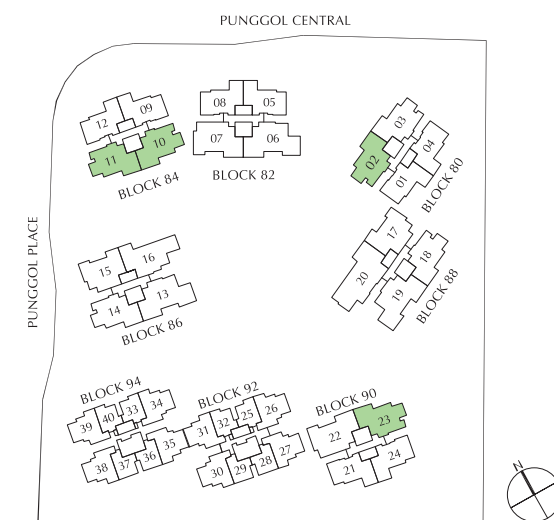 PUNGGOL CENTRAL
PUNGGOL PLACE
12 09
11 10
BLOCK 84
08 05
07 06
BLOCK 82
03
04
02
01
BLOCK 80
15 16
14 13
BLOCK 86
17
18
20
19
BLOCK 88
BLOCK 94
39 40 33 34
38 37 36 35
BLOCK 92
31 32 25 26
30 29 28 27
BLOCK 90
22 23
21 24
N